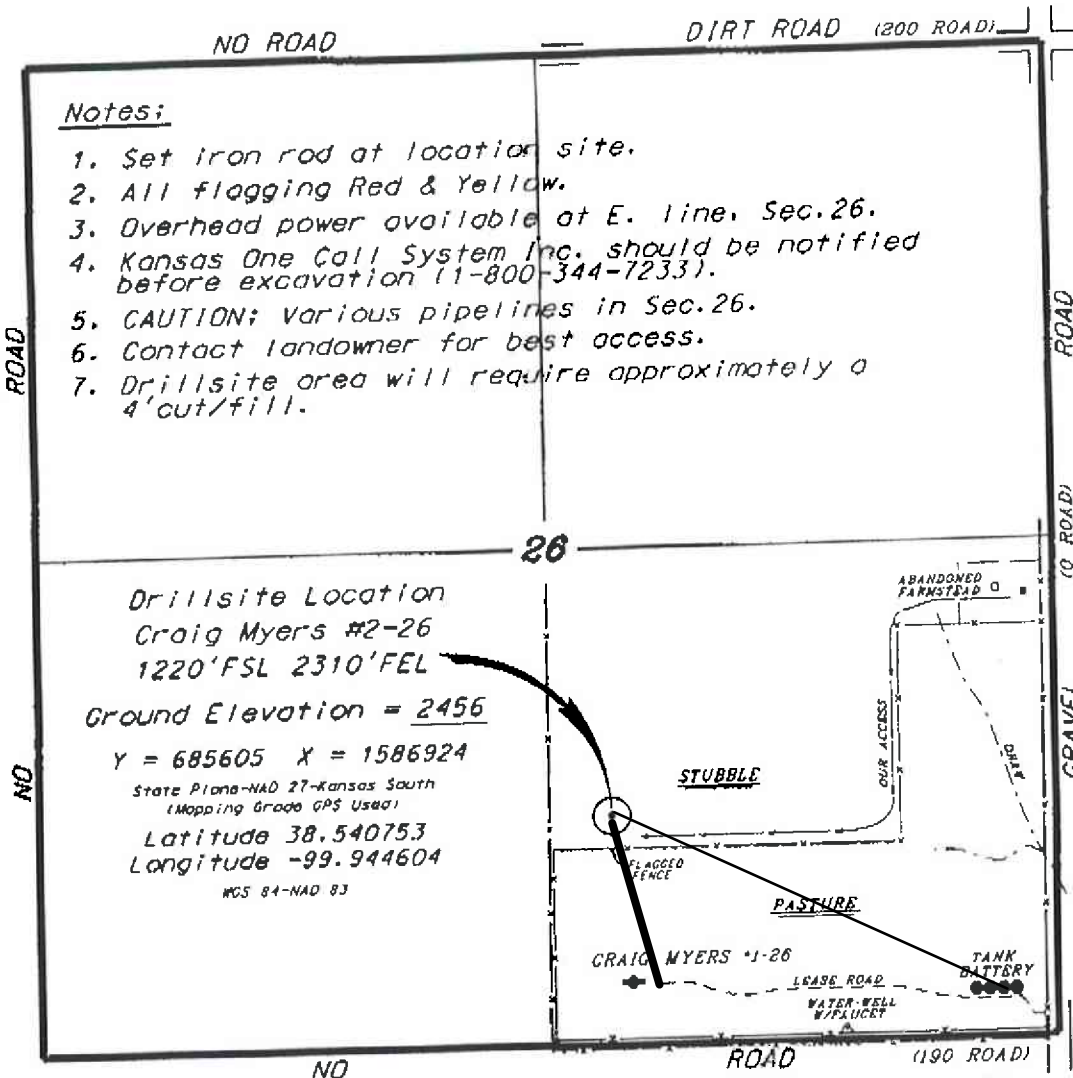 NO ROAD
DIRT ROAD (200 ROAD)
Notes:
1. Set iron rod at location site.
2. All flagging Red & Yellow.
3. Overhead power available at E. line, Sec.26.
4. Kansas One Call System Inc. should be notified
before excavation (1-800-344-7233).
5. CAUTION: Various pipelines in Sec.26.
6. Contact landowner for best access.
7. Drillsite area will require approximately a
4'cut/fill.
ROAD
NO
ROAD
(Q ROAD)
GRAVEL
26
Drillsite Location
Craig Myers #2-26
1220'FSL 2310'FEL
Ground Elevation = 2456
Y = 685605 X = 1586924
State Plane-NAD 27-Kansas South
(Mapping Grade GPS Used)
Latitude 38.540753
Longitude -99.944604
WGS 84-NAD 83
ABANDONED
FARMSTEAD
OUR ACCESS
DRAW
STUBBLE
FLAGGED
FENCE
PASTURE
CRAIG MYERS #1-26
LEASE ROAD
TANK
BATTERY
WATER-WELL
W/FAUCET
NO
ROAD
(190 ROAD)